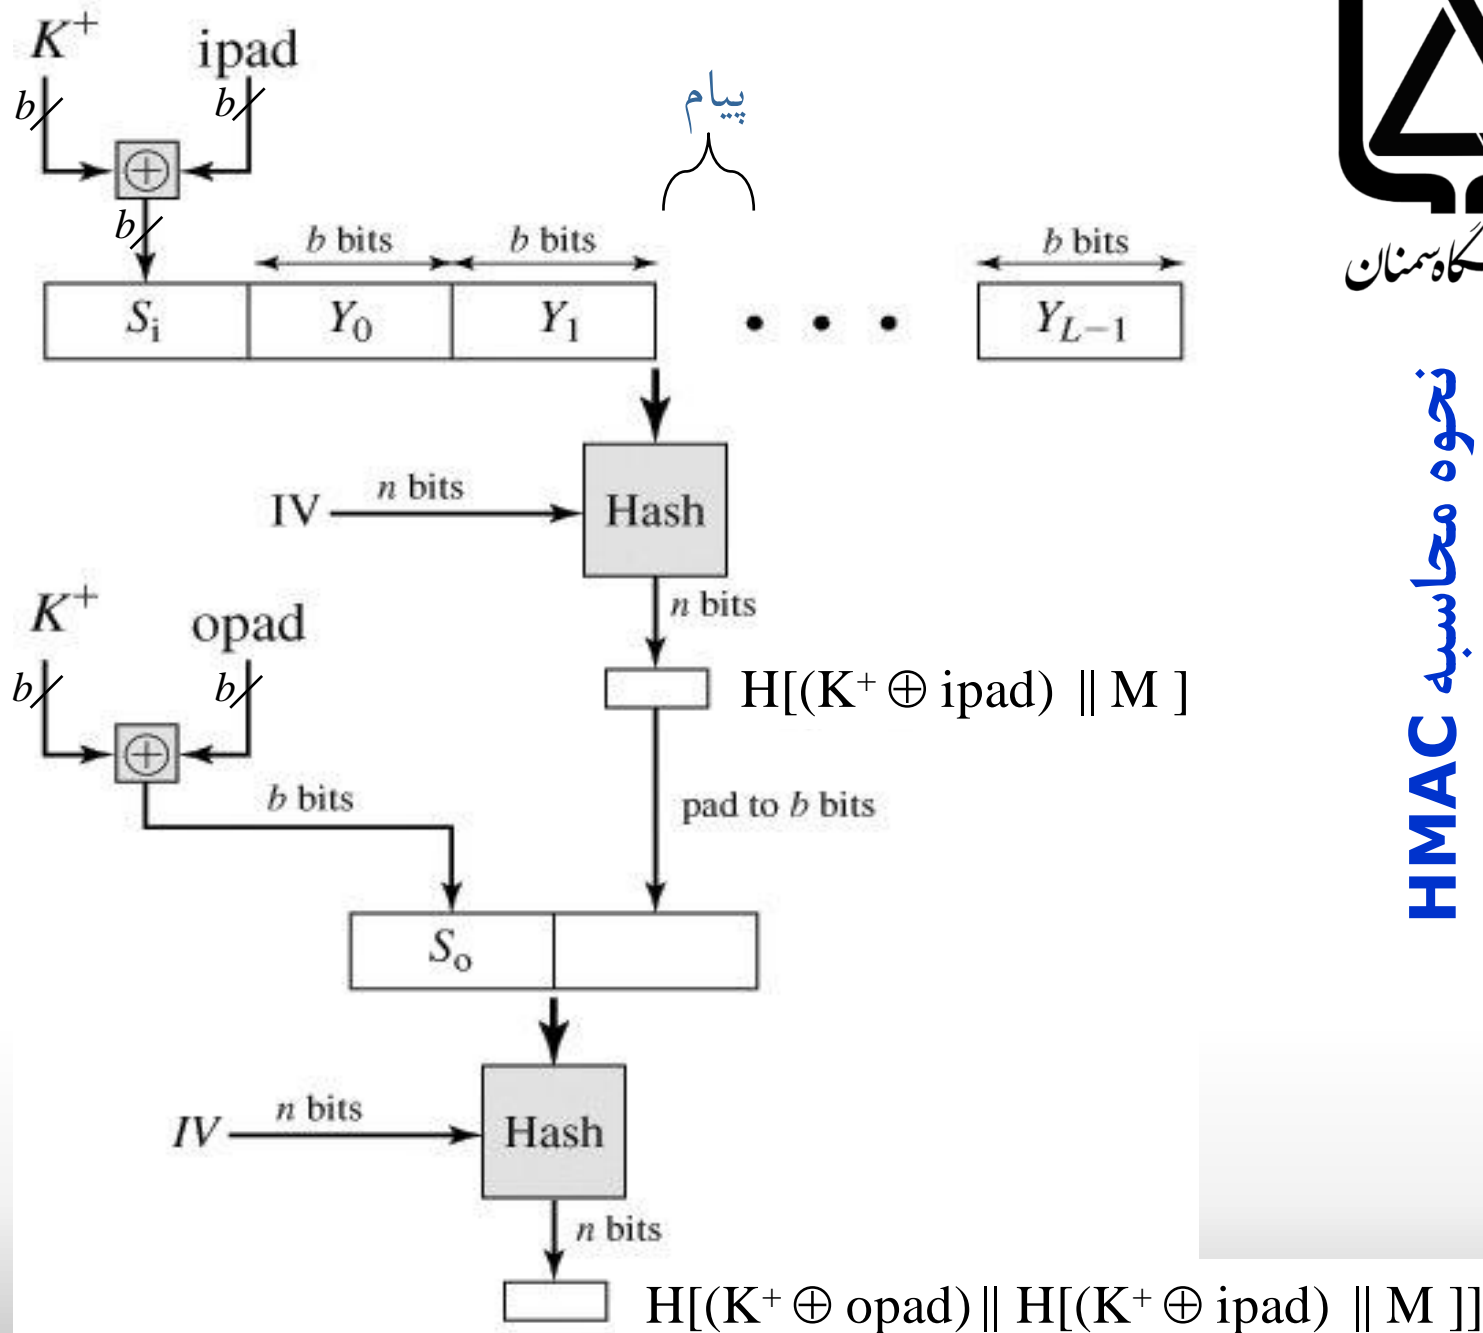 K⁺ ipad
پیام
b b
b
b bits b bits b bits
Sᵢ Y₀ Y₁ • • • Y_{L−1}
IV n bits Hash
n bits
K⁺ opad
b b
H[(K⁺ ⊕ ipad) || M ]
b bits
pad to b bits
Sₒ
IV n bits Hash
n bits
H[(K⁺ ⊕ opad) || H[(K⁺ ⊕ ipad) || M ]]
نحوه محاسبه HMAC